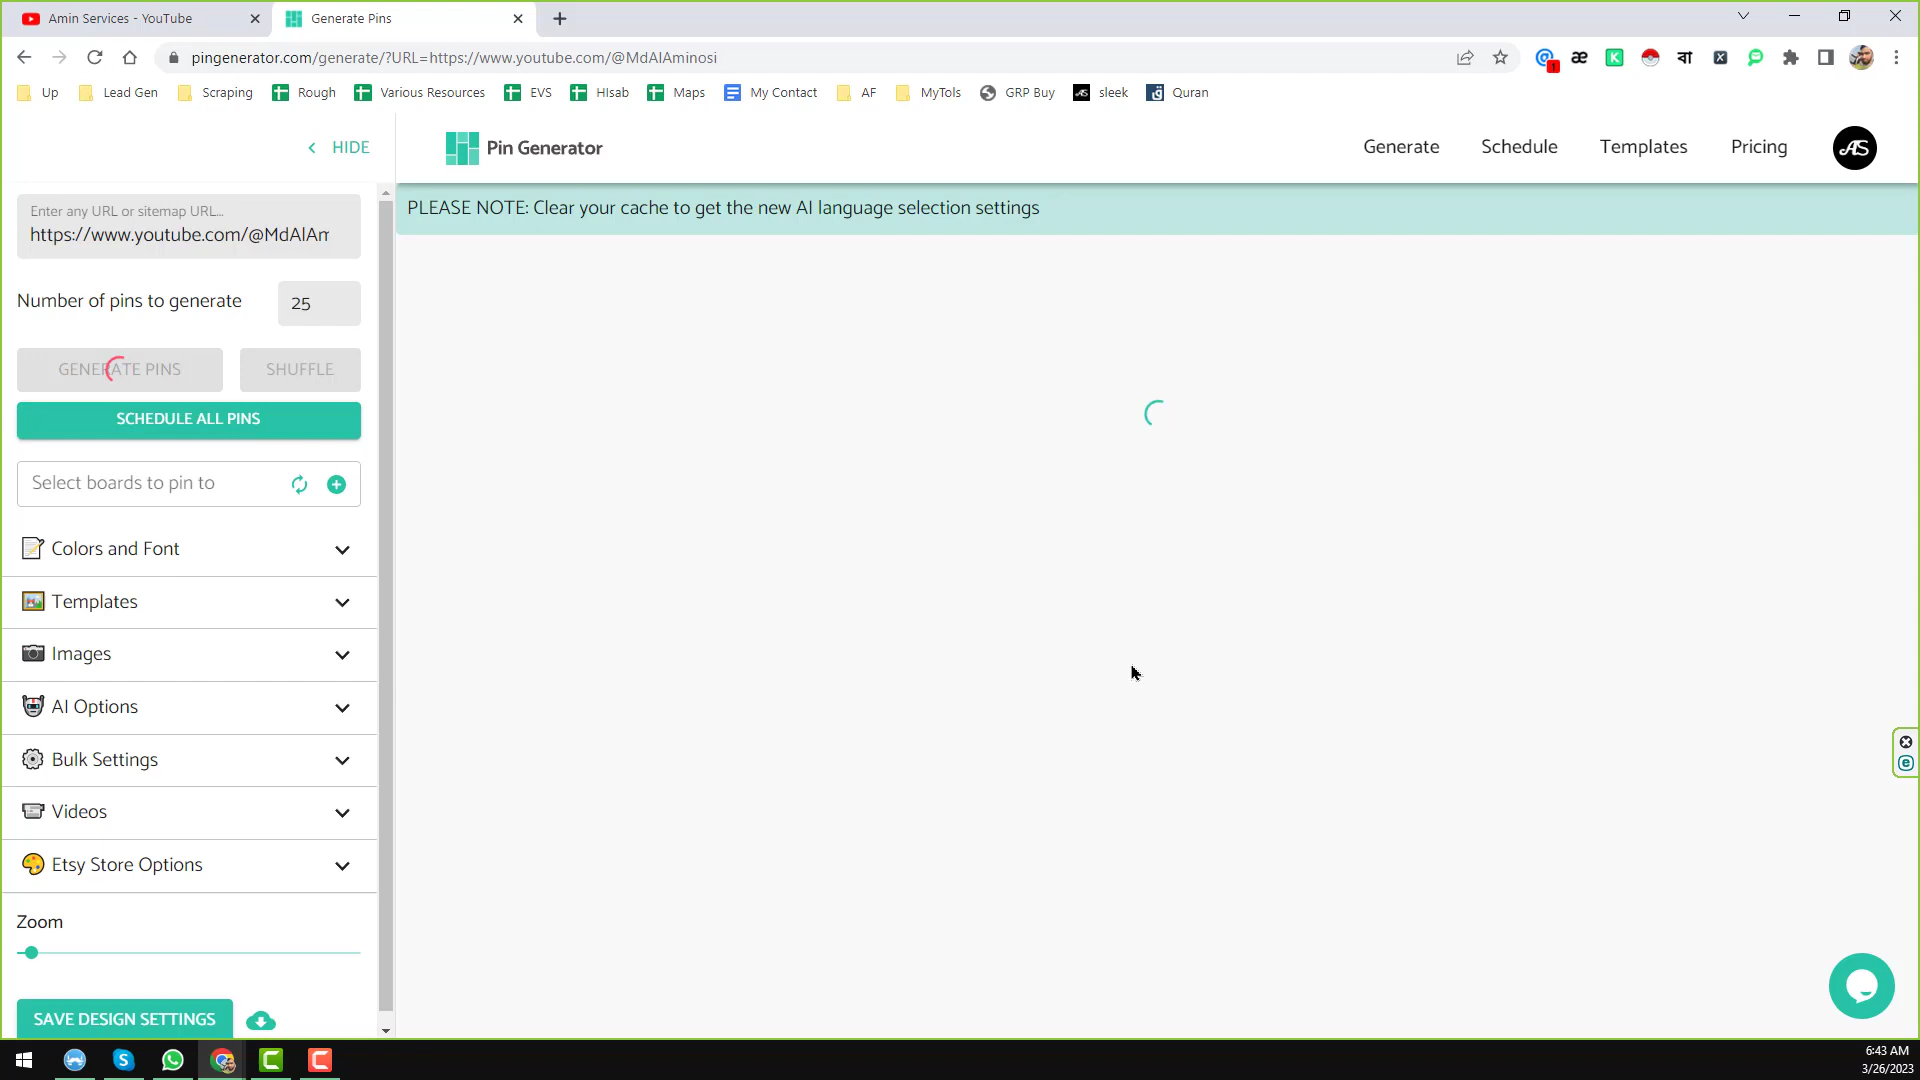 Amin Services - YouTube
Generate Pins
pingenerator.com/generate/?URL=https://www.youtube.com/@MdAlAminosi
1
æ
K
বা
X
Up
Lead Gen
Scraping
Rough
Various Resources
EVS
HIsab
Maps
My Contact
AF
MyTols
GRP Buy
AS
sleek
Quran
HIDE
Pin Generator
Generate
Schedule
Templates
Pricing
AS
PLEASE NOTE: Clear your cache to get the new AI language selection settings
Enter any URL or sitemap URL...
https://www.youtube.com/@MdAlAm
Number of pins to generate
25
GENERATE PINS
SHUFFLE
SCHEDULE ALL PINS
Select boards to pin to
Colors and Font
Templates
Images
AI Options
Bulk Settings
Videos
Etsy Store Options
Zoom
SAVE DESIGN SETTINGS
6:43 AM
3/26/2023